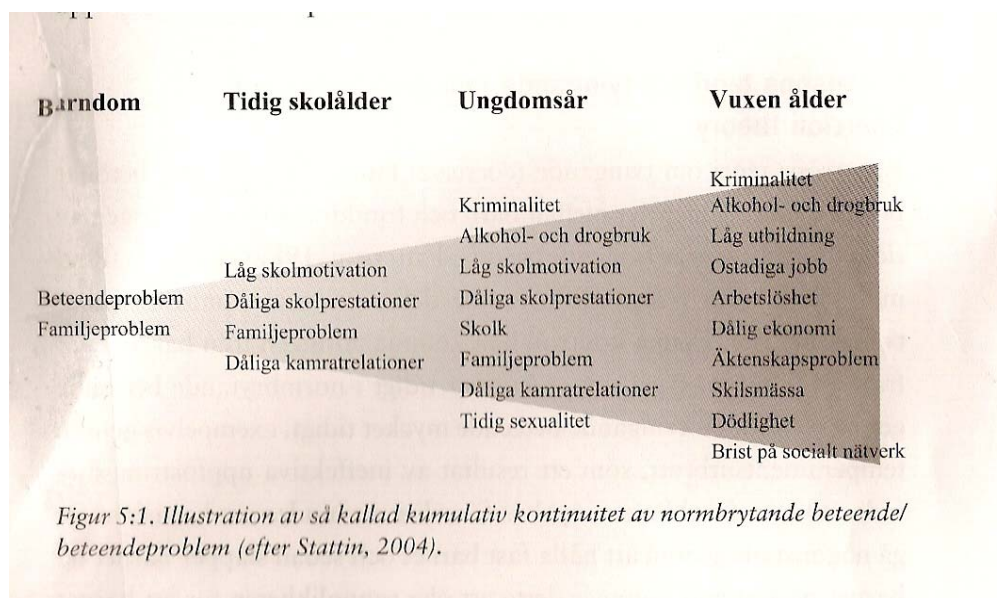 Barndom
Tidig skolålder
Ungdomsår
Vuxen ålder
Beteendeproblem
Familjeproblem
Låg skolmotivation
Dåliga skolprestationer
Familjeproblem
Dåliga kamratrelationer
Kriminalitet
Alkohol- och drogbruk
Låg skolmotivation
Dåliga skolprestationer
Skolk
Familjeproblem
Dåliga kamratrelationer
Tidig sexualitet
Kriminalitet
Alkohol- och drogbruk
Låg utbildning
Ostadiga jobb
Arbetslöshet
Dålig ekonomi
Äktenskapsproblem
Skilsmässa
Dödlighet
Brist på socialt nätverk
Figur 5:1. Illustration av så kallad kumulativ kontinuitet av normbrytande beteende/
beteendeproblem (efter Stattin, 2004).